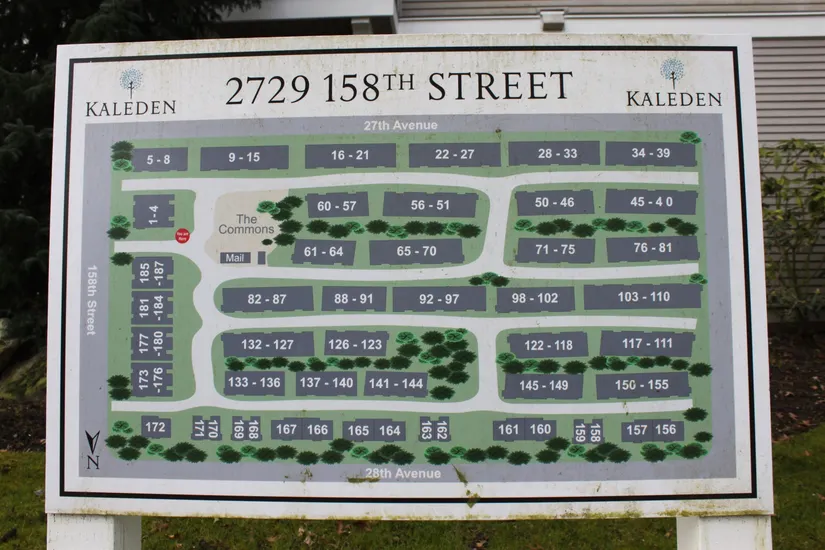 2729 158TH STREET
KALEDEN
KALEDEN
27th Avenue
5 - 8
9 - 15
16 - 21
22 - 27
28 - 33
34 - 39
1-4
The
Commons
60 - 57
56 - 51
50 - 46
45 - 4 0
61 - 64
65 - 70
71 - 75
76 - 81
Mail
158th Street
185
-187
181
-184
177
-180
173
-176
82 - 87
88 - 91
92 - 97
98 - 102
103 - 110
132 - 127
126 - 123
122 - 118
117 - 111
133 - 136
137 - 140
141 - 144
145 - 149
150 - 155
172
171
170
169
168
167
166
165
164
163
162
161
160
159
158
157
156
N
28th Avenue